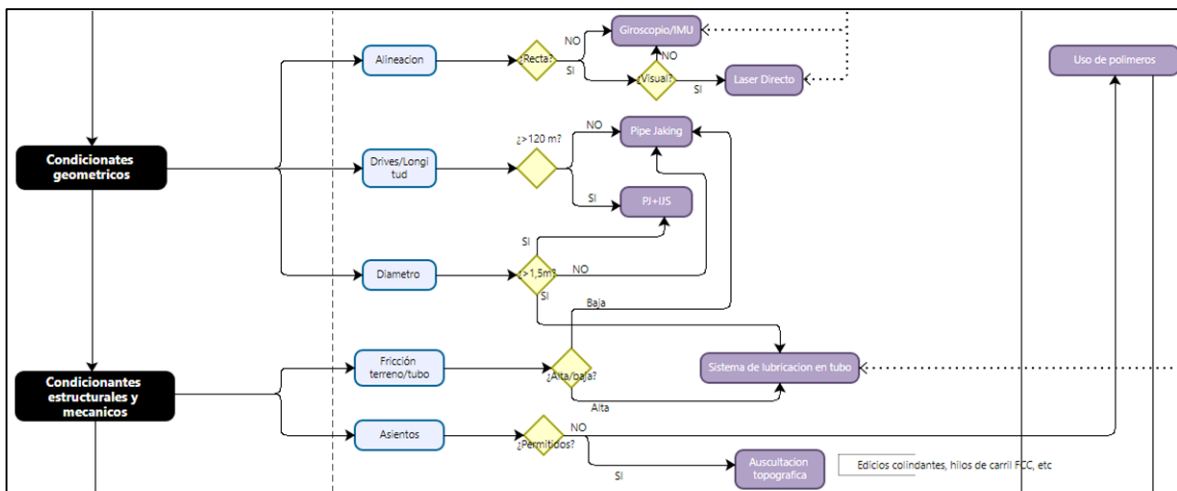 Giroscopio/IMU
NO
Alineacion
¿Recta?
SI
NO
¿Visual?
SI
Laser Directo
Uso de polimeros
¿>120 m?
NO
Pipe Jaking
Condicionates
geometricos
Drives/Longi
tud
SI
PJ+IJS
SI
Diametro
¿>1,5m?
NO
SI
Baja
Fricción
terreno/tubo
Sistema de lubricacion en tubo
¿Alta/baja?
Condicionantes
estructurales y
mecanicos
Alta
Asientos
NO
¿Permitidos?
Auscultacion
topografica
Edicios colindantes, hilos de carril FCC, etc
SI